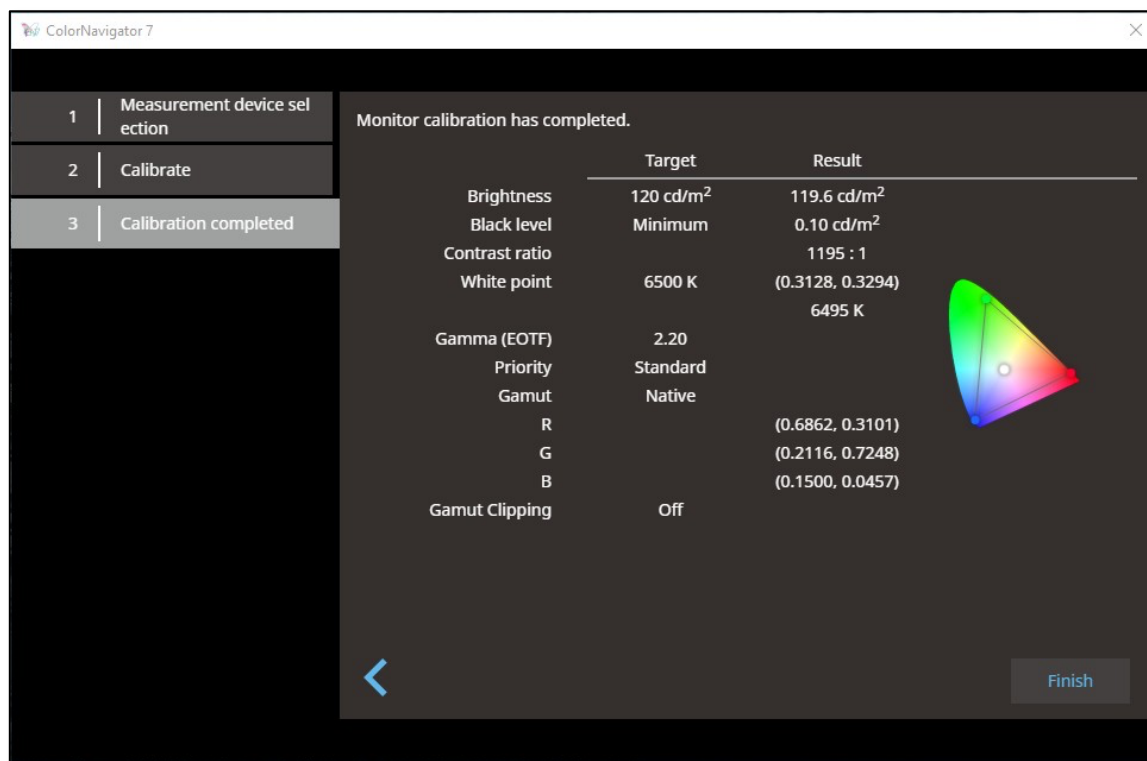 ColorNavigator 7
1 Measurement device sel
ection
2 Calibrate
3 Calibration completed
Monitor calibration has completed.
Target Result
Brightness 120 cd/m² 119.6 cd/m²
Black level Minimum 0.10 cd/m²
Contrast ratio 1195 : 1
White point 6500 K (0.3128, 0.3294)
6495 K
Gamma (EOTF) 2.20
Priority Standard
Gamut Native
R (0.6862, 0.3101)
G (0.2116, 0.7248)
B (0.1500, 0.0457)
Gamut Clipping Off
Finish